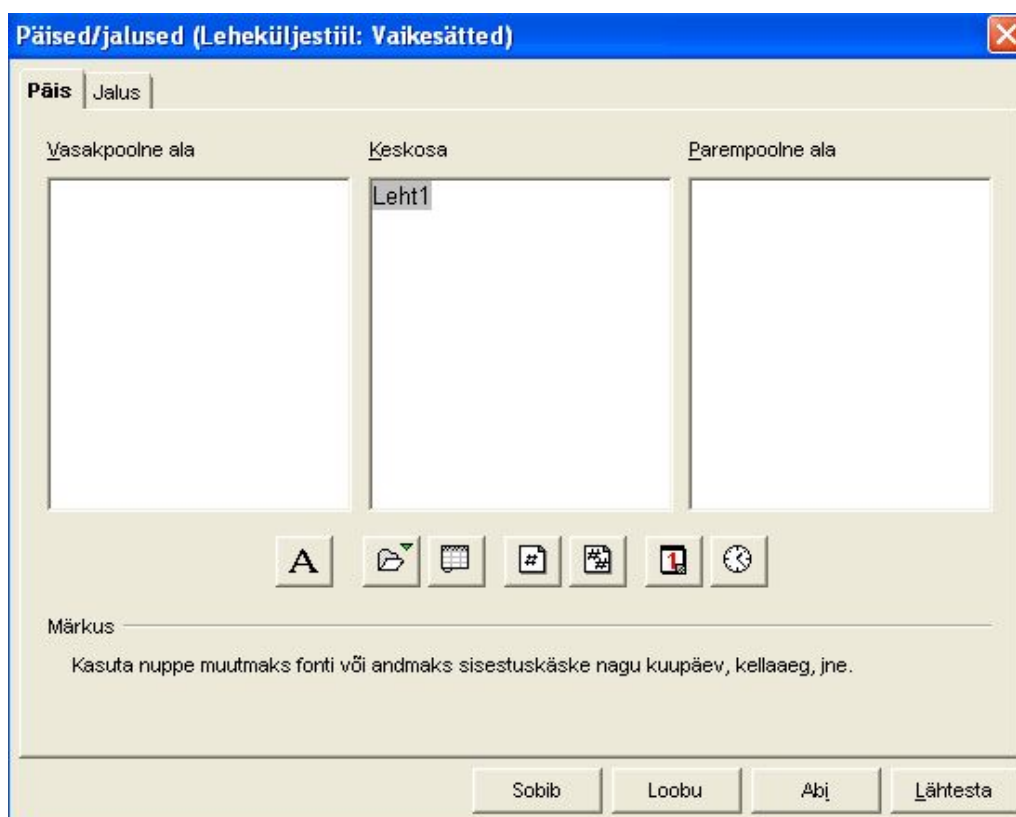 Päised/jalused (Leheküljestiil: Vaikesätted)
Päis Jalus
Vasakpoolne ala Keskosa Parempoolne ala
Leht1
A # # # 1
Märkus
Kasuta nuppe muutmaks fonti või andmaks sisestuskäske nagu kuupäev, kellaaeg, jne.
Sobib Loobu Abi Lähtesta